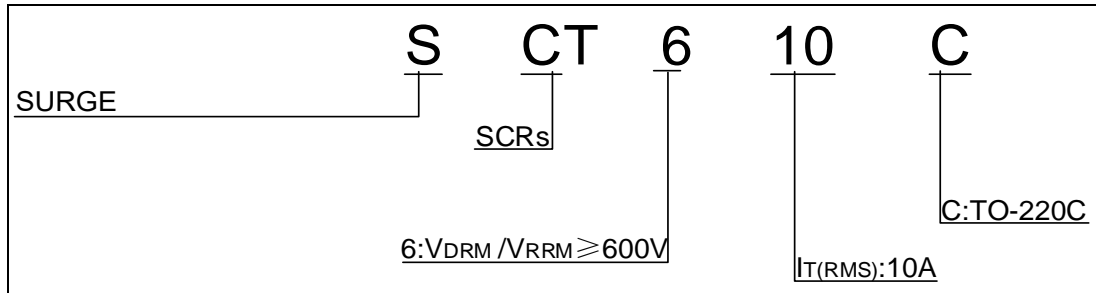 S CT 6 10 C
SURGE
SCRs
C:TO-220C
6:VDRM /VRRM≥600V
IT(RMS):10A